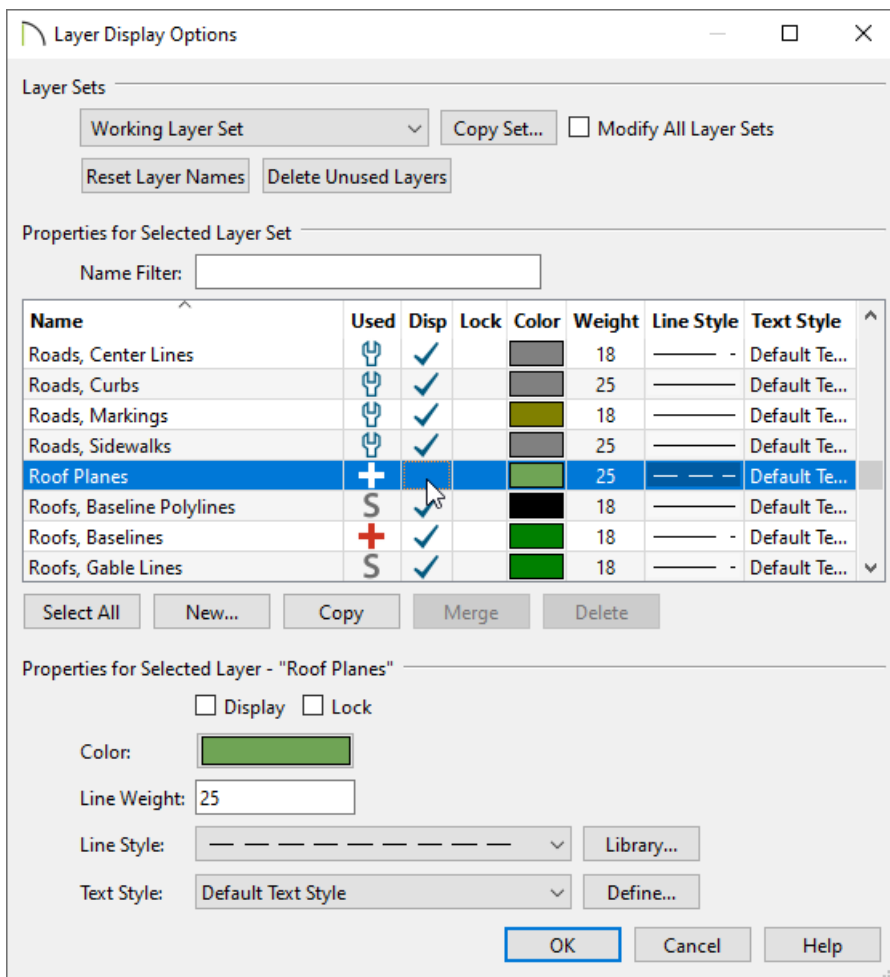 Layer Display Options
Layer Sets
Working Layer Set Copy Set... Modify All Layer Sets
Reset Layer Names Delete Unused Layers
Properties for Selected Layer Set
Name Filter:
Name Used Disp Lock Color Weight Line Style Text Style
Roads, Center Lines 18 Default Te...
Roads, Curbs 25 Default Te...
Roads, Markings 18 Default Te...
Roads, Sidewalks 25 Default Te...
Roof Planes 25 Default Te...
Roofs, Baseline Polylines S 18 Default Te...
Roofs, Baselines 18 Default Te...
Roofs, Gable Lines S 18 Default Te...
Select All New... Copy Merge Delete
Properties for Selected Layer - "Roof Planes"
Display Lock
Color:
Line Weight: 25
Line Style: Library...
Text Style: Default Text Style Define...
OK Cancel Help